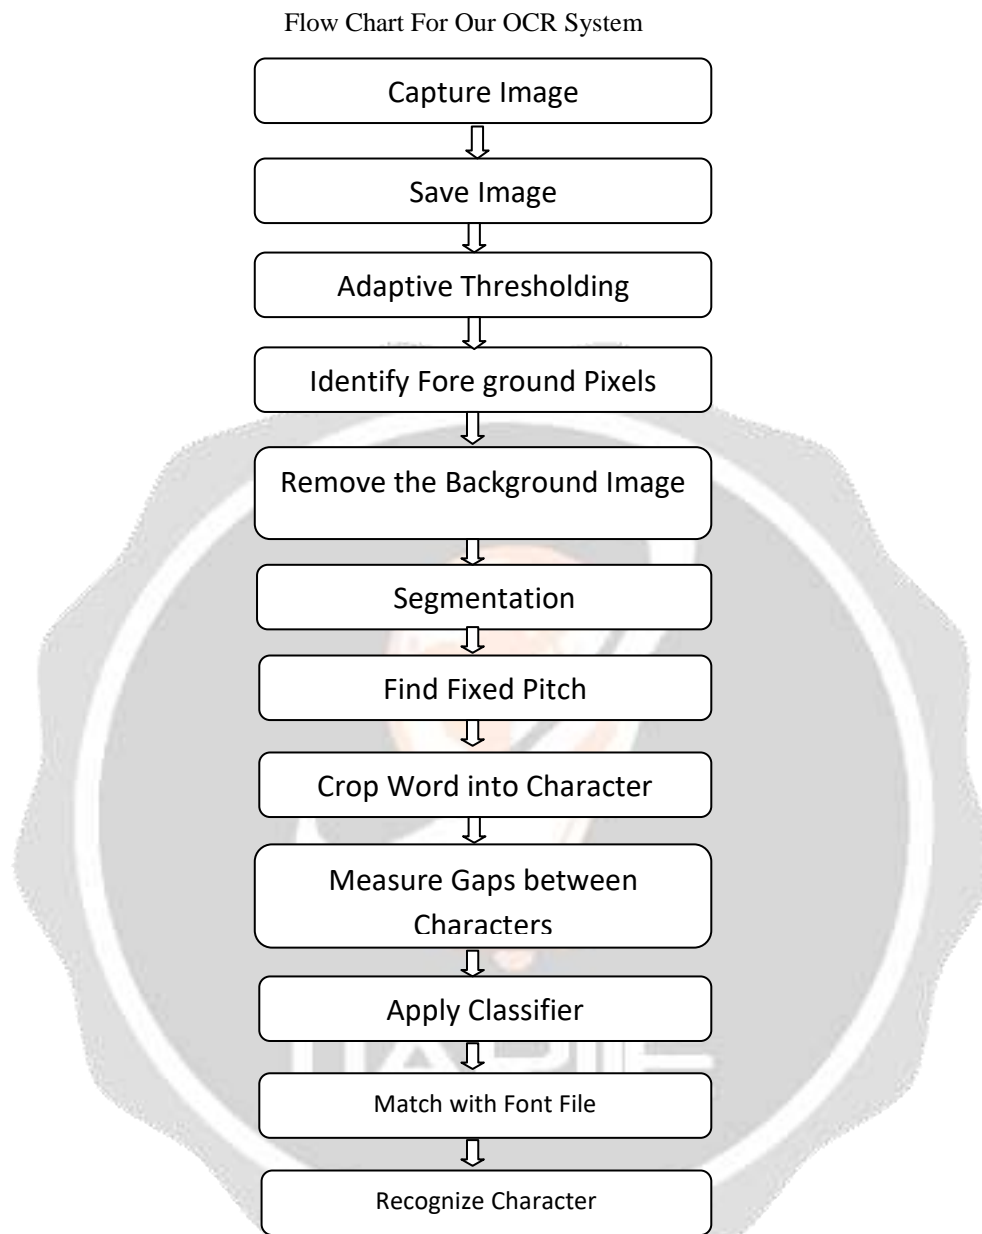 Flow Chart For Our OCR System
Capture Image
Save Image
Adaptive Thresholding
Identify Fore ground Pixels
Remove the Background Image
Segmentation
Find Fixed Pitch
Crop Word into Character
Measure Gaps between
Characters
Apply Classifier
Match with Font File
Recognize Character